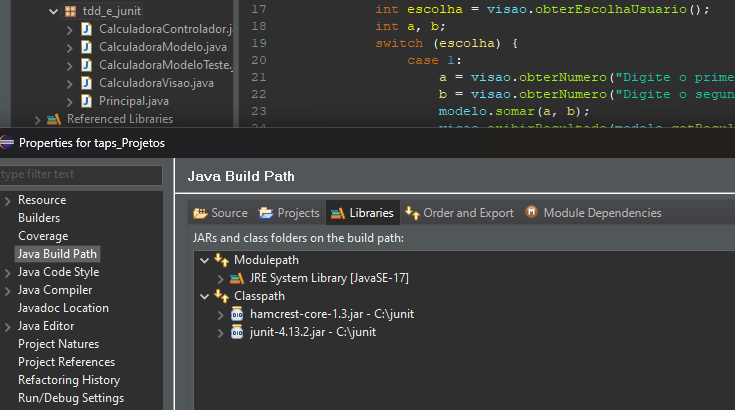 tdd_e_junit
CalculadoraControlador.j
CalculadoraModelo.java
CalculadoraModeloTeste.
CalculadoraVisao.java
Principal.java
Referenced Libraries
17 int escolha = visao.obterEscolhaUsuario();
18 int a, b;
19 switch (escolha) {
20 case 1:
21 a = visao.obterNumero("Digite o prime
22 b = visao.obterNumero("Digite o segun
23 modelo.somar(a, b);
24 visao.exibirResultado(modelo.getResul
Properties for taps_Projetos
type filter text
Resource
Builders
Coverage
Java Build Path
Java Code Style
Java Compiler
Javadoc Location
Java Editor
Project Natures
Project References
Refactoring History
Run/Debug Settings
Java Build Path
Source Projects Libraries Order and Export Module Dependencies
JARs and class folders on the build path:
Modulepath
JRE System Library [JavaSE-17]
Classpath
hamcrest-core-1.3.jar - C:\junit
junit-4.13.2.jar - C:\junit